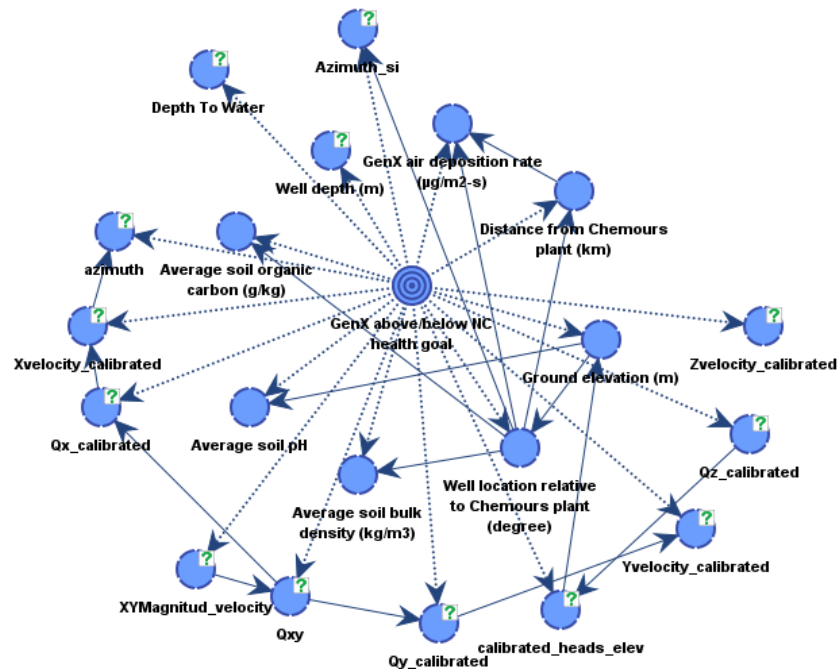 ?
Azimuth_si
?
Depth To Water
?
Well depth (m)
GenX air deposition rate
(µg/m2-s)
Distance from Chemours
plant (km)
?
azimuth
Average soil organic
carbon (g/kg)
GenX above/below NC
health goal
?
Xvelocity_calibrated
?
Zvelocity_calibrated
Ground elevation (m)
?
Qx_calibrated
Average soil pH
Well location relative
to Chemours plant
(degree)
?
Qz_calibrated
Average soil bulk
density (kg/m3)
?
Yvelocity_calibrated
?
XYMagnitud_velocity
?
Qxy
?
Qy_calibrated
?
calibrated_heads_elev